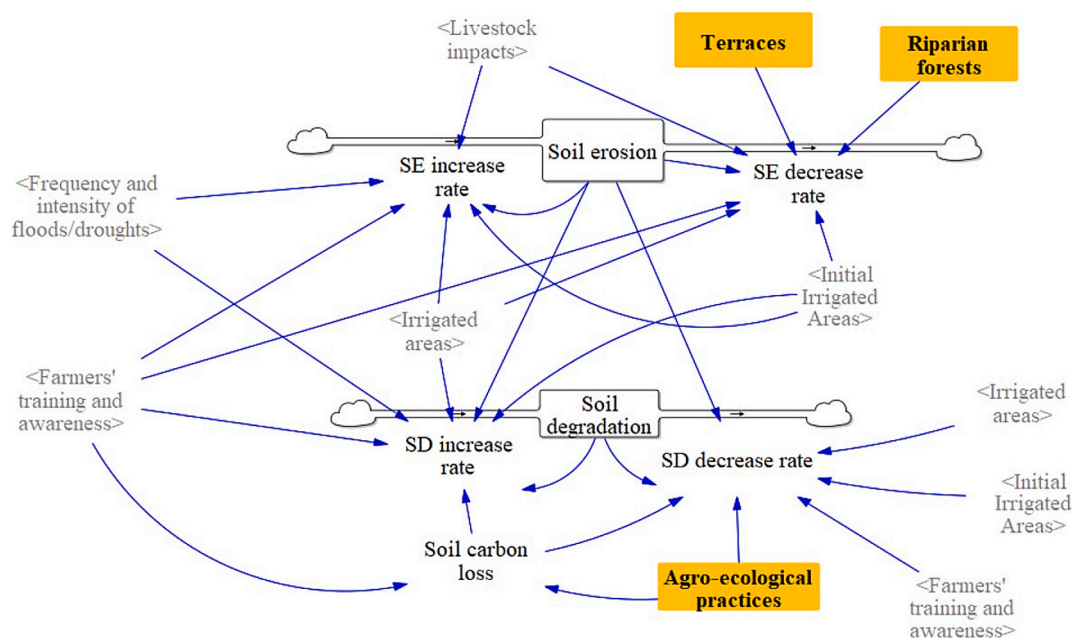 <Livestock
impacts>
Terraces
Riparian
forests
Soil erosion
SE increase
rate
SE decrease
rate
<Frequency and
intensity of
floods/droughts>
<Initial
Irrigated
Areas>
<Irrigated
areas>
<Farmers'
training and
awareness>
Soil
degradation
<Irrigated
areas>
SD increase
rate
SD decrease rate
<Initial
Irrigated
Areas>
Soil carbon
loss
Agro-ecological
practices
<Farmers'
training and
awareness>